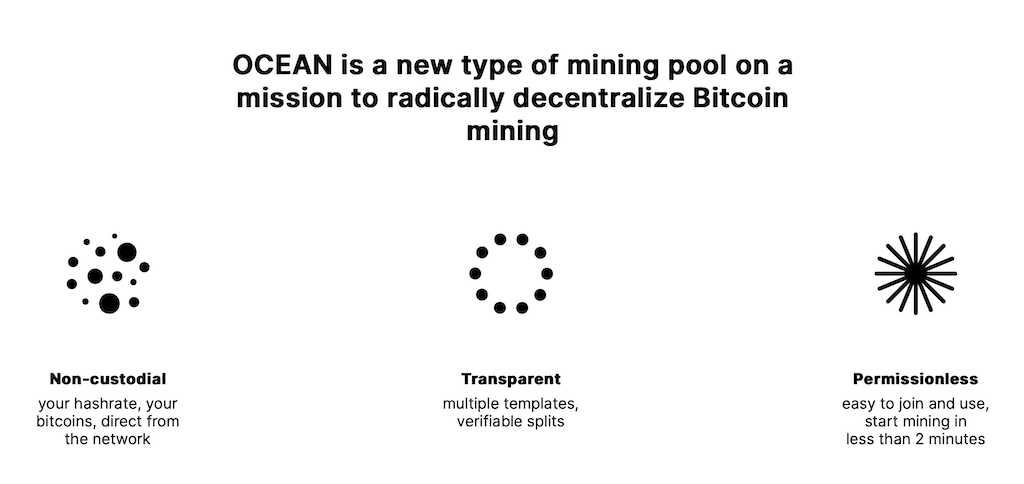 OCEAN is a new type of mining pool on a
mission to radically decentralize Bitcoin
mining
Non-custodial
your hashrate, your
bitcoins, direct from
the network
Transparent
multiple templates,
verifiable splits
Permissionless
easy to join and use,
start mining in
less than 2 minutes